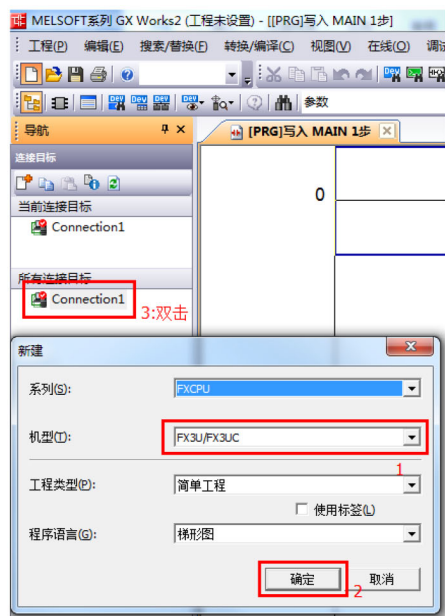 MELSOFT系列 GX Works2 (工程未设置) - [[PRG]写入 MAIN 1步]
工程(P) 编辑(E) 搜索/替换(F) 转换/编译(C) 视图(V) 在线(O) 调试
参数
导航
[PRG]写入 MAIN 1步
连接目标
当前连接目标
Connection1
所有连接目标
Connection1
3:双击
0
新建
系列(S): FXCPU
机型(T): FX3U/FX3UC
1
工程类型(P): 简单工程
使用标签(L)
程序语言(G): 梯形图
确定 取消
2